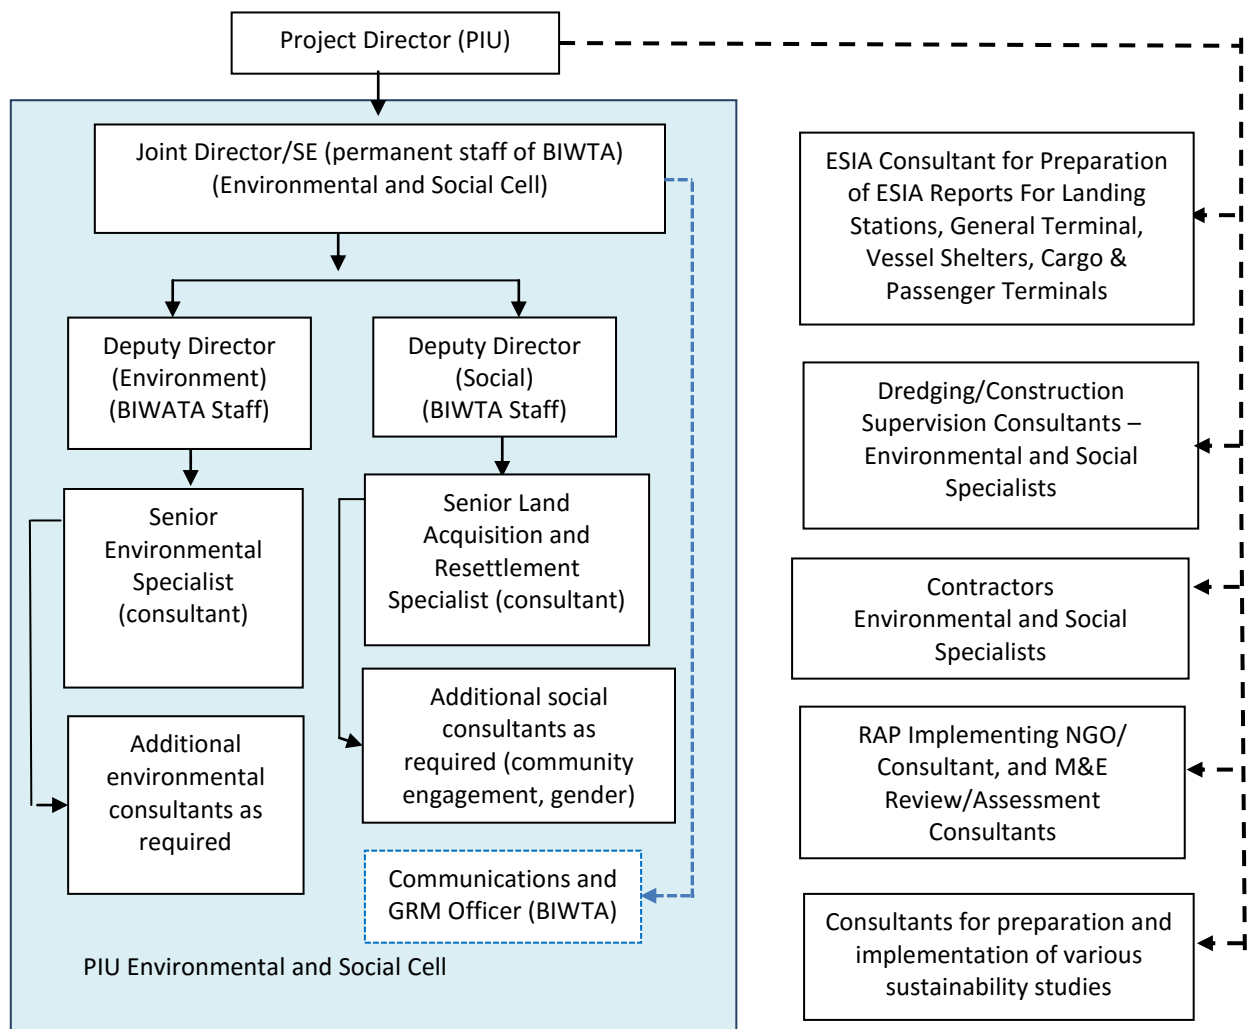 Project Director (PIU)
Joint Director/SE (permanent staff of BIWTA)
(Environmental and Social Cell)
Deputy Director
(Environment)
(BIWATA Staff)
Deputy Director
(Social)
(BIWTA Staff)
Senior
Environmental
Specialist
(consultant)
Senior Land
Acquisition and
Resettlement
Specialist (consultant)
Additional
environmental
consultants as
required
Additional social
consultants as
required (community
engagement, gender)
Communications and
GRM Officer (BIWTA)
PIU Environmental and Social Cell
ESIA Consultant for Preparation
of ESIA Reports For Landing
Stations, General Terminal,
Vessel Shelters, Cargo &
Passenger Terminals
Dredging/Construction
Supervision Consultants –
Environmental and Social
Specialists
Contractors
Environmental and Social
Specialists
RAP Implementing NGO/
Consultant, and M&E
Review/Assessment
Consultants
Consultants for preparation and
implementation of various
sustainability studies